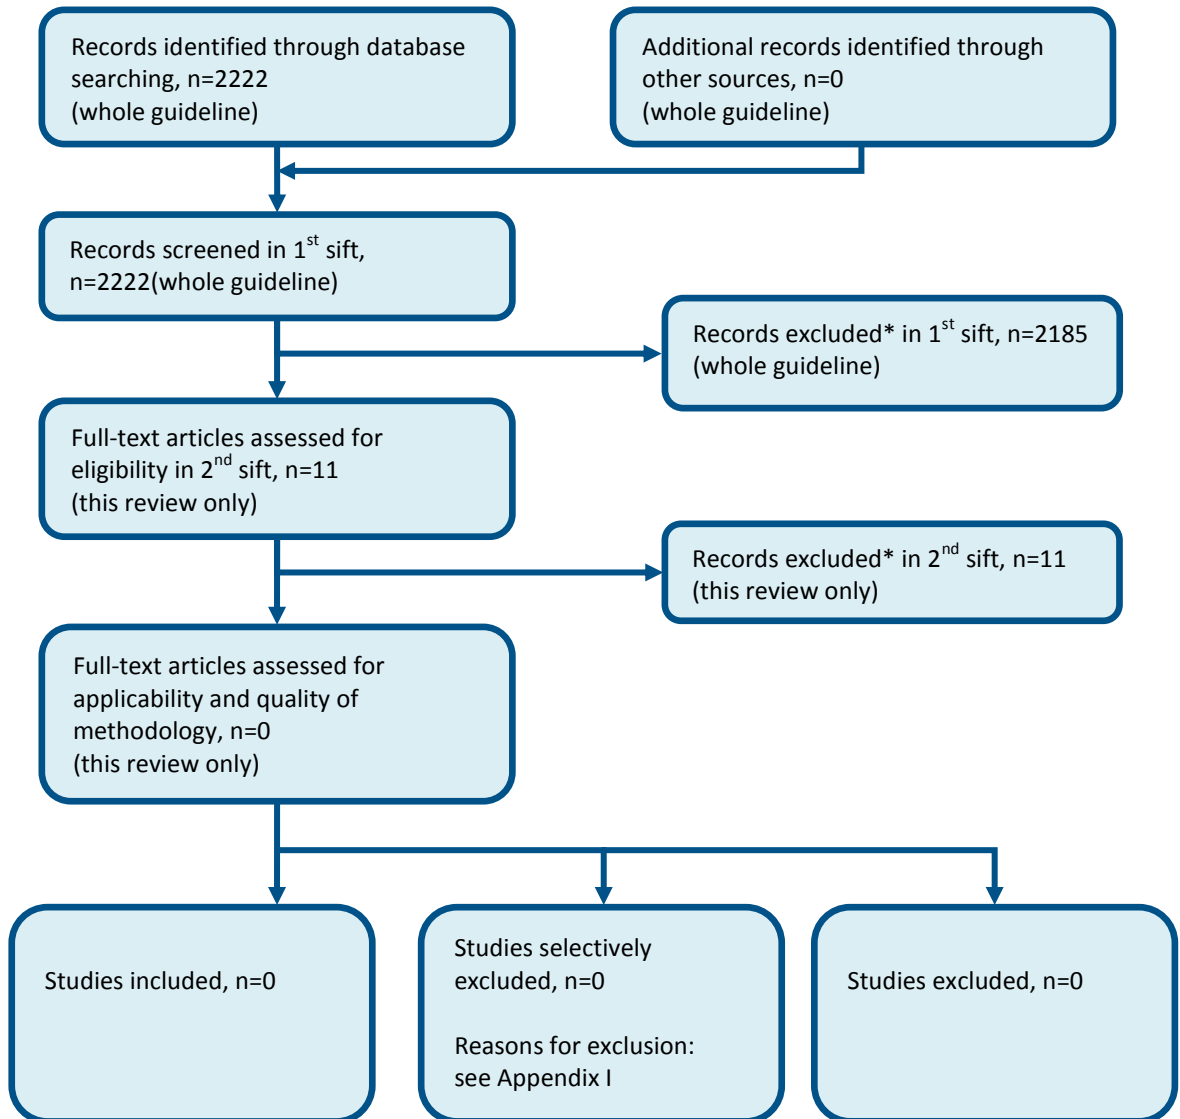 Records identified through database
searching, n=2222
(whole guideline)
Additional records identified through
other sources, n=0
(whole guideline)
Records screened in 1st sift,
n=2222(whole guideline)
Records excluded* in 1st sift, n=2185
(whole guideline)
Full-text articles assessed for
eligibility in 2nd sift, n=11
(this review only)
Records excluded* in 2nd sift, n=11
(this review only)
Full-text articles assessed for
applicability and quality of
methodology, n=0
(this review only)
Studies included, n=0
Studies selectively
excluded, n=0
Reasons for exclusion:
see Appendix I
Studies excluded, n=0